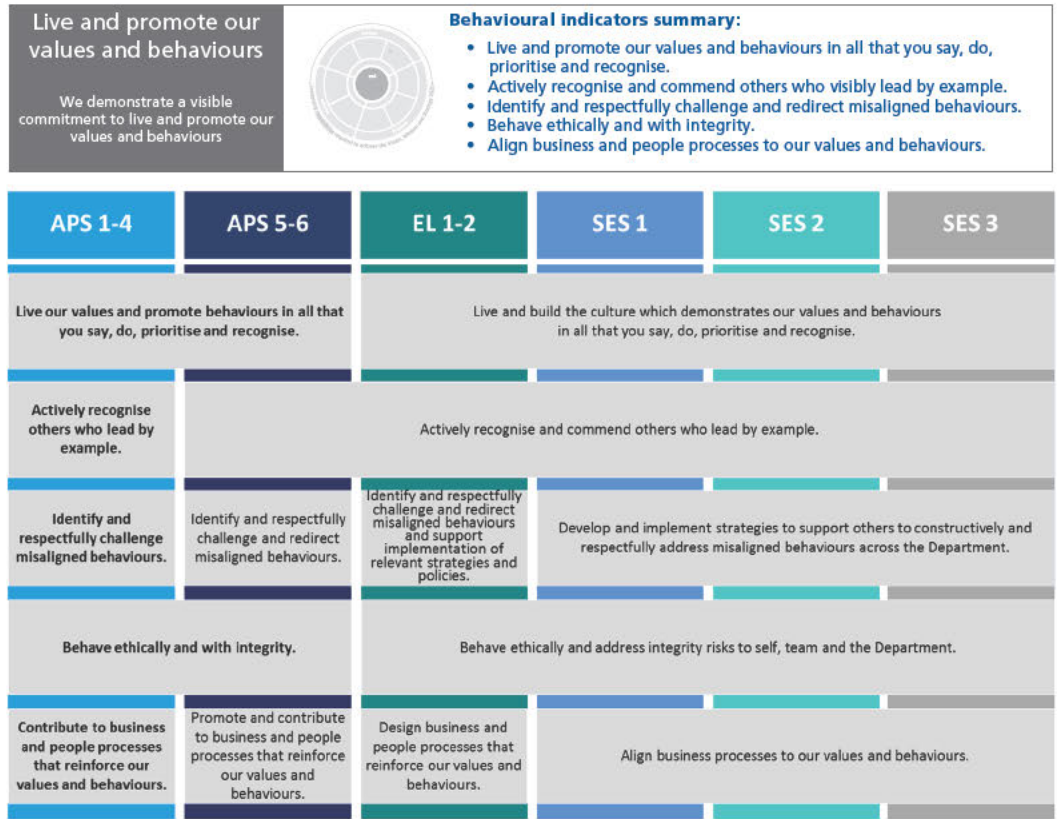 Live and promote our
values and behaviours
We demonstrate a visible
commitment to live and promote our
values and behaviours
Behavioural indicators summary:
• Live and promote our values and behaviours in all that you say, do,
prioritise and recognise.
• Actively recognise and commend others who visibly lead by example.
• Identify and respectfully challenge and redirect misaligned behaviours.
• Behave ethically and with integrity.
• Align business and people processes to our values and behaviours.
APS 1-4
APS 5-6
EL 1-2
SES 1
SES 2
SES 3
Live our values and promote behaviours in all that
you say, do, prioritise and recognise.
Live and build the culture which demonstrates our values and behaviours
in all that you say, do, prioritise and recognise.
Actively recognise
others who lead by
example.
Actively recognise and commend others who lead by example.
Identify and
respectfully challenge
misaligned behaviours.
Identify and respectfully
challenge and redirect
misaligned behaviours.
Identify and respectfully
challenge and redirect
misaligned behaviours
and support
implementation of
relevant strategies and
policies.
Develop and implement strategies to support others to constructively and
respectfully address misaligned behaviours across the Department.
Behave ethically and with integrity.
Behave ethically and address integrity risks to self, team and the Department.
Contribute to business
and people processes
that reinforce our
values and behaviours.
Promote and contribute
to business and people
processes that reinforce
our values and
behaviours.
Design business and
people processes that
reinforce our values and
behaviours.
Align business processes to our values and behaviours.